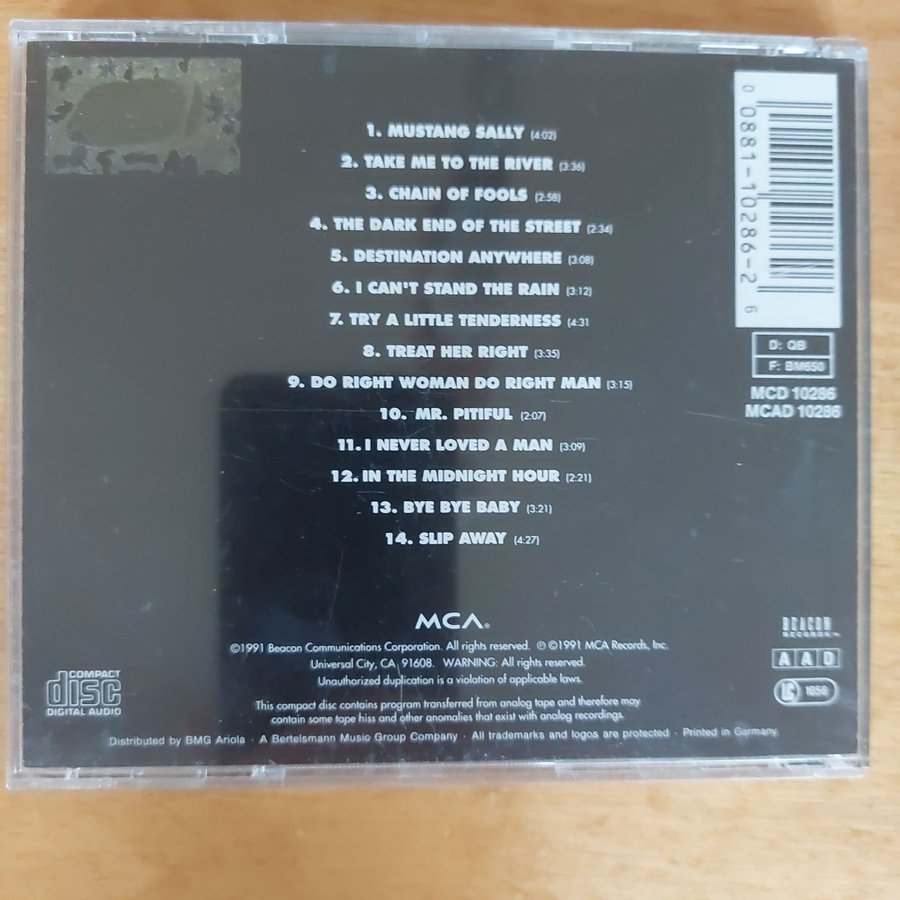 1. MUSTANG SALLY (4:02)
2. TAKE ME TO THE RIVER (3:36)
3. CHAIN OF FOOLS (2:58)
4. THE DARK END OF THE STREET (2:34)
5. DESTINATION ANYWHERE (3:08)
6. I CAN'T STAND THE RAIN (3:12)
7. TRY A LITTLE TENDERNESS (4:31
8. TREAT HER RIGHT (3:35)
9. DO RIGHT WOMAN DO RIGHT MAN (3:15)
10. MR. PITIFUL (2:07)
11. I NEVER LOVED A MAN (3:09)
12. IN THE MIDNIGHT HOUR (2:21)
13. BYE BYE BABY (3:21)
14. SLIP AWAY (4:27)
0 08811-10286-2 6
D: QB
F: BM650
MCD 10286
MCAD 10286
MCA®
©1991 Beacon Communications Corporation. All rights reserved. ℗©1991 MCA Records, Inc.
Universal City, CA 91608. WARNING: All rights reserved.
Unauthorized duplication is a violation of applicable laws.
This compact disc contains program transferred from analog tape and therefore may
contain some tape hiss and other anomalies that exist with analog recordings.
Distributed by BMG Ariola · A Bertelsmann Music Group Company · All trademarks and logos are protected · Printed in Germany
COMPACT
disc
DIGITAL AUDIO
BEACON
RECORDS™
AAD
LC 1056